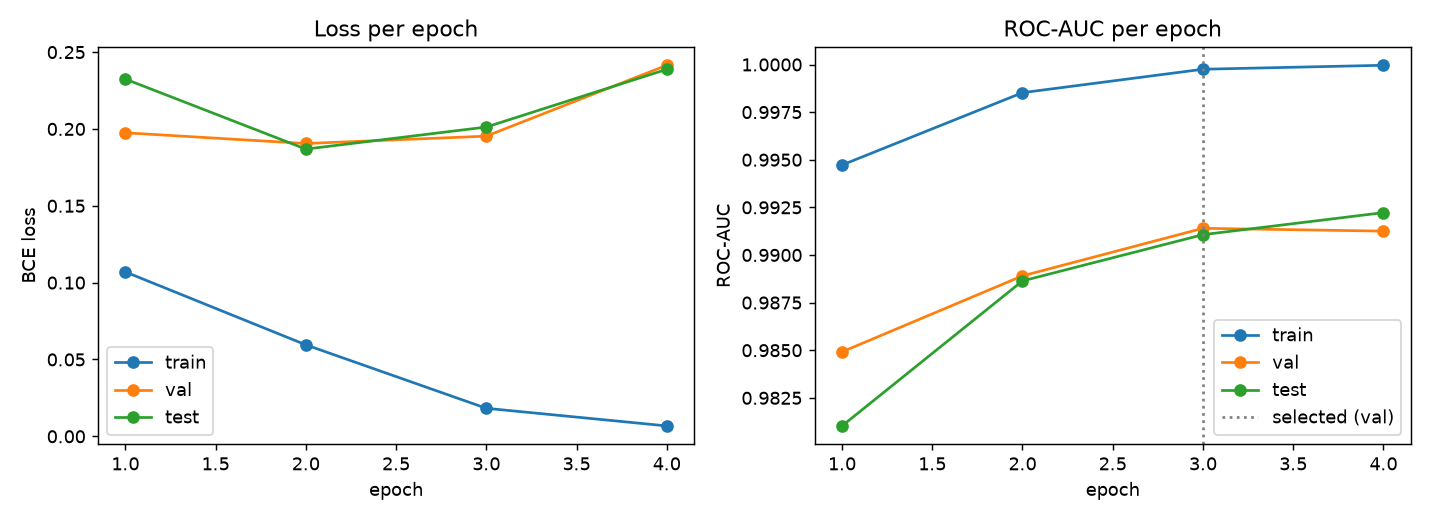 Loss per epoch
BCE loss
0.25
0.20
0.15
0.10
0.05
0.00
train
val
test
1.0 1.5 2.0 2.5 3.0 3.5 4.0
epoch
ROC-AUC per epoch
ROC-AUC
1.0000
0.9975
0.9950
0.9925
0.9900
0.9875
0.9850
0.9825
train
val
test
selected (val)
1.0 1.5 2.0 2.5 3.0 3.5 4.0
epoch